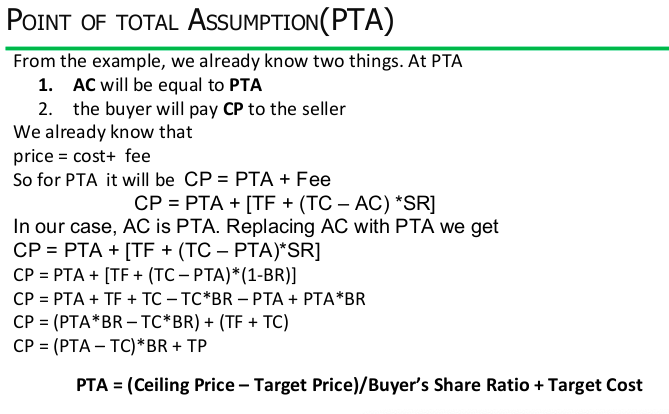 POINT OF TOTAL ASSUMPTION(PTA)
From the example, we already know two things. At PTA
1. AC will be equal to PTA
2. the buyer will pay CP to the seller
We already know that
price = cost+ fee
So for PTA it will be CP = PTA + Fee
CP = PTA + [TF + (TC – AC) *SR]
In our case, AC is PTA. Replacing AC with PTA we get
CP = PTA + [TF + (TC – PTA)*SR]
CP = PTA + [TF + (TC – PTA)*(1-BR)]
CP = PTA + TF + TC – TC*BR – PTA + PTA*BR
CP = (PTA*BR – TC*BR) + (TF + TC)
CP = (PTA – TC)*BR + TP
PTA = (Ceiling Price – Target Price)/Buyer’s Share Ratio + Target Cost